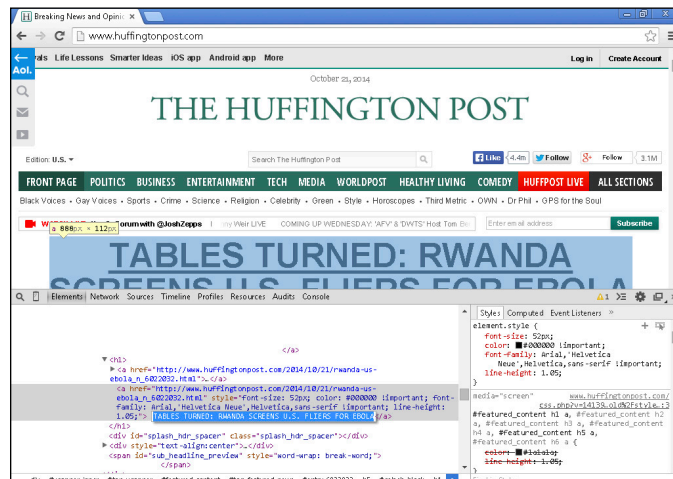 Breaking News and Opinic
www.huffingtonpost.com
Life Lessons Smarter Ideas iOS app Android app More Log in Create Account
Aol.
October 21, 2014
THE HUFFINGTON POST
Edition: U.S. Search The Huffington Post Like 4.4m Follow Follow 3.1M
FRONT PAGE POLITICS BUSINESS ENTERTAINMENT TECH MEDIA WORLDPOST HEALTHY LIVING COMEDY HUFFPOST LIVE ALL SECTIONS
Black Voices • Gay Voices • Sports • Crime • Science • Religion • Celebrity • Green • Style • Horoscopes • Third Metric • OWN • Dr Phil • GPS for the Soul
with @JoshZepps my Weir LIVE COMING UP WEDNESDAY: 'AFV' & 'DWTS' Host Tom Enter email address Subscribe
a 888px × 112px
TABLES TURNED: RWANDA
SCREENS U.S. FLIERS FOR EBOLA
Elements Network Sources Timeline Profiles Resources Audits Console 1
Styles Computed Event Listeners »
</a>
<h1>
<a href="http://www.huffingtonpost.com/2014/10/21/rwanda-us-
ebola_n_6022032.html">…</a>
<a href="http://www.huffingtonpost.com/2014/10/21/rwanda-us-
ebola_n_6022032.html" style="font-size: 52px; color: #000000 !important; font-
family: Arial,'Helvetica Neue',Helvetica,sans-serif !important; line-height:
1.05;"> TABLES TURNED: RWANDA SCREENS U.S. FLIERS FOR EBOLA</a>
</h1>
<div id="splash_hdr_spacer" class="splash_hdr_spacer"></div>
<div style="text-align:center">…</div>
<span id="sub_headline_preview" style="word-wrap: break-word;">
</span>
element.style {
font-size: 52px;
color: #000000 !important;
font-family: Arial,'Helvetica
Neue',Helvetica,sans-serif !important;
line-height: 1.05;
}
media="screen" www.huffingtonpost.com/
#featured_content h1 a, #featured_content h2
a, #featured_content h3 a, #featured_content
h4 a, #featured_content h5 a,
#featured_content h6 a {
color: #1a1a1a;
line-height: 1.05;
}